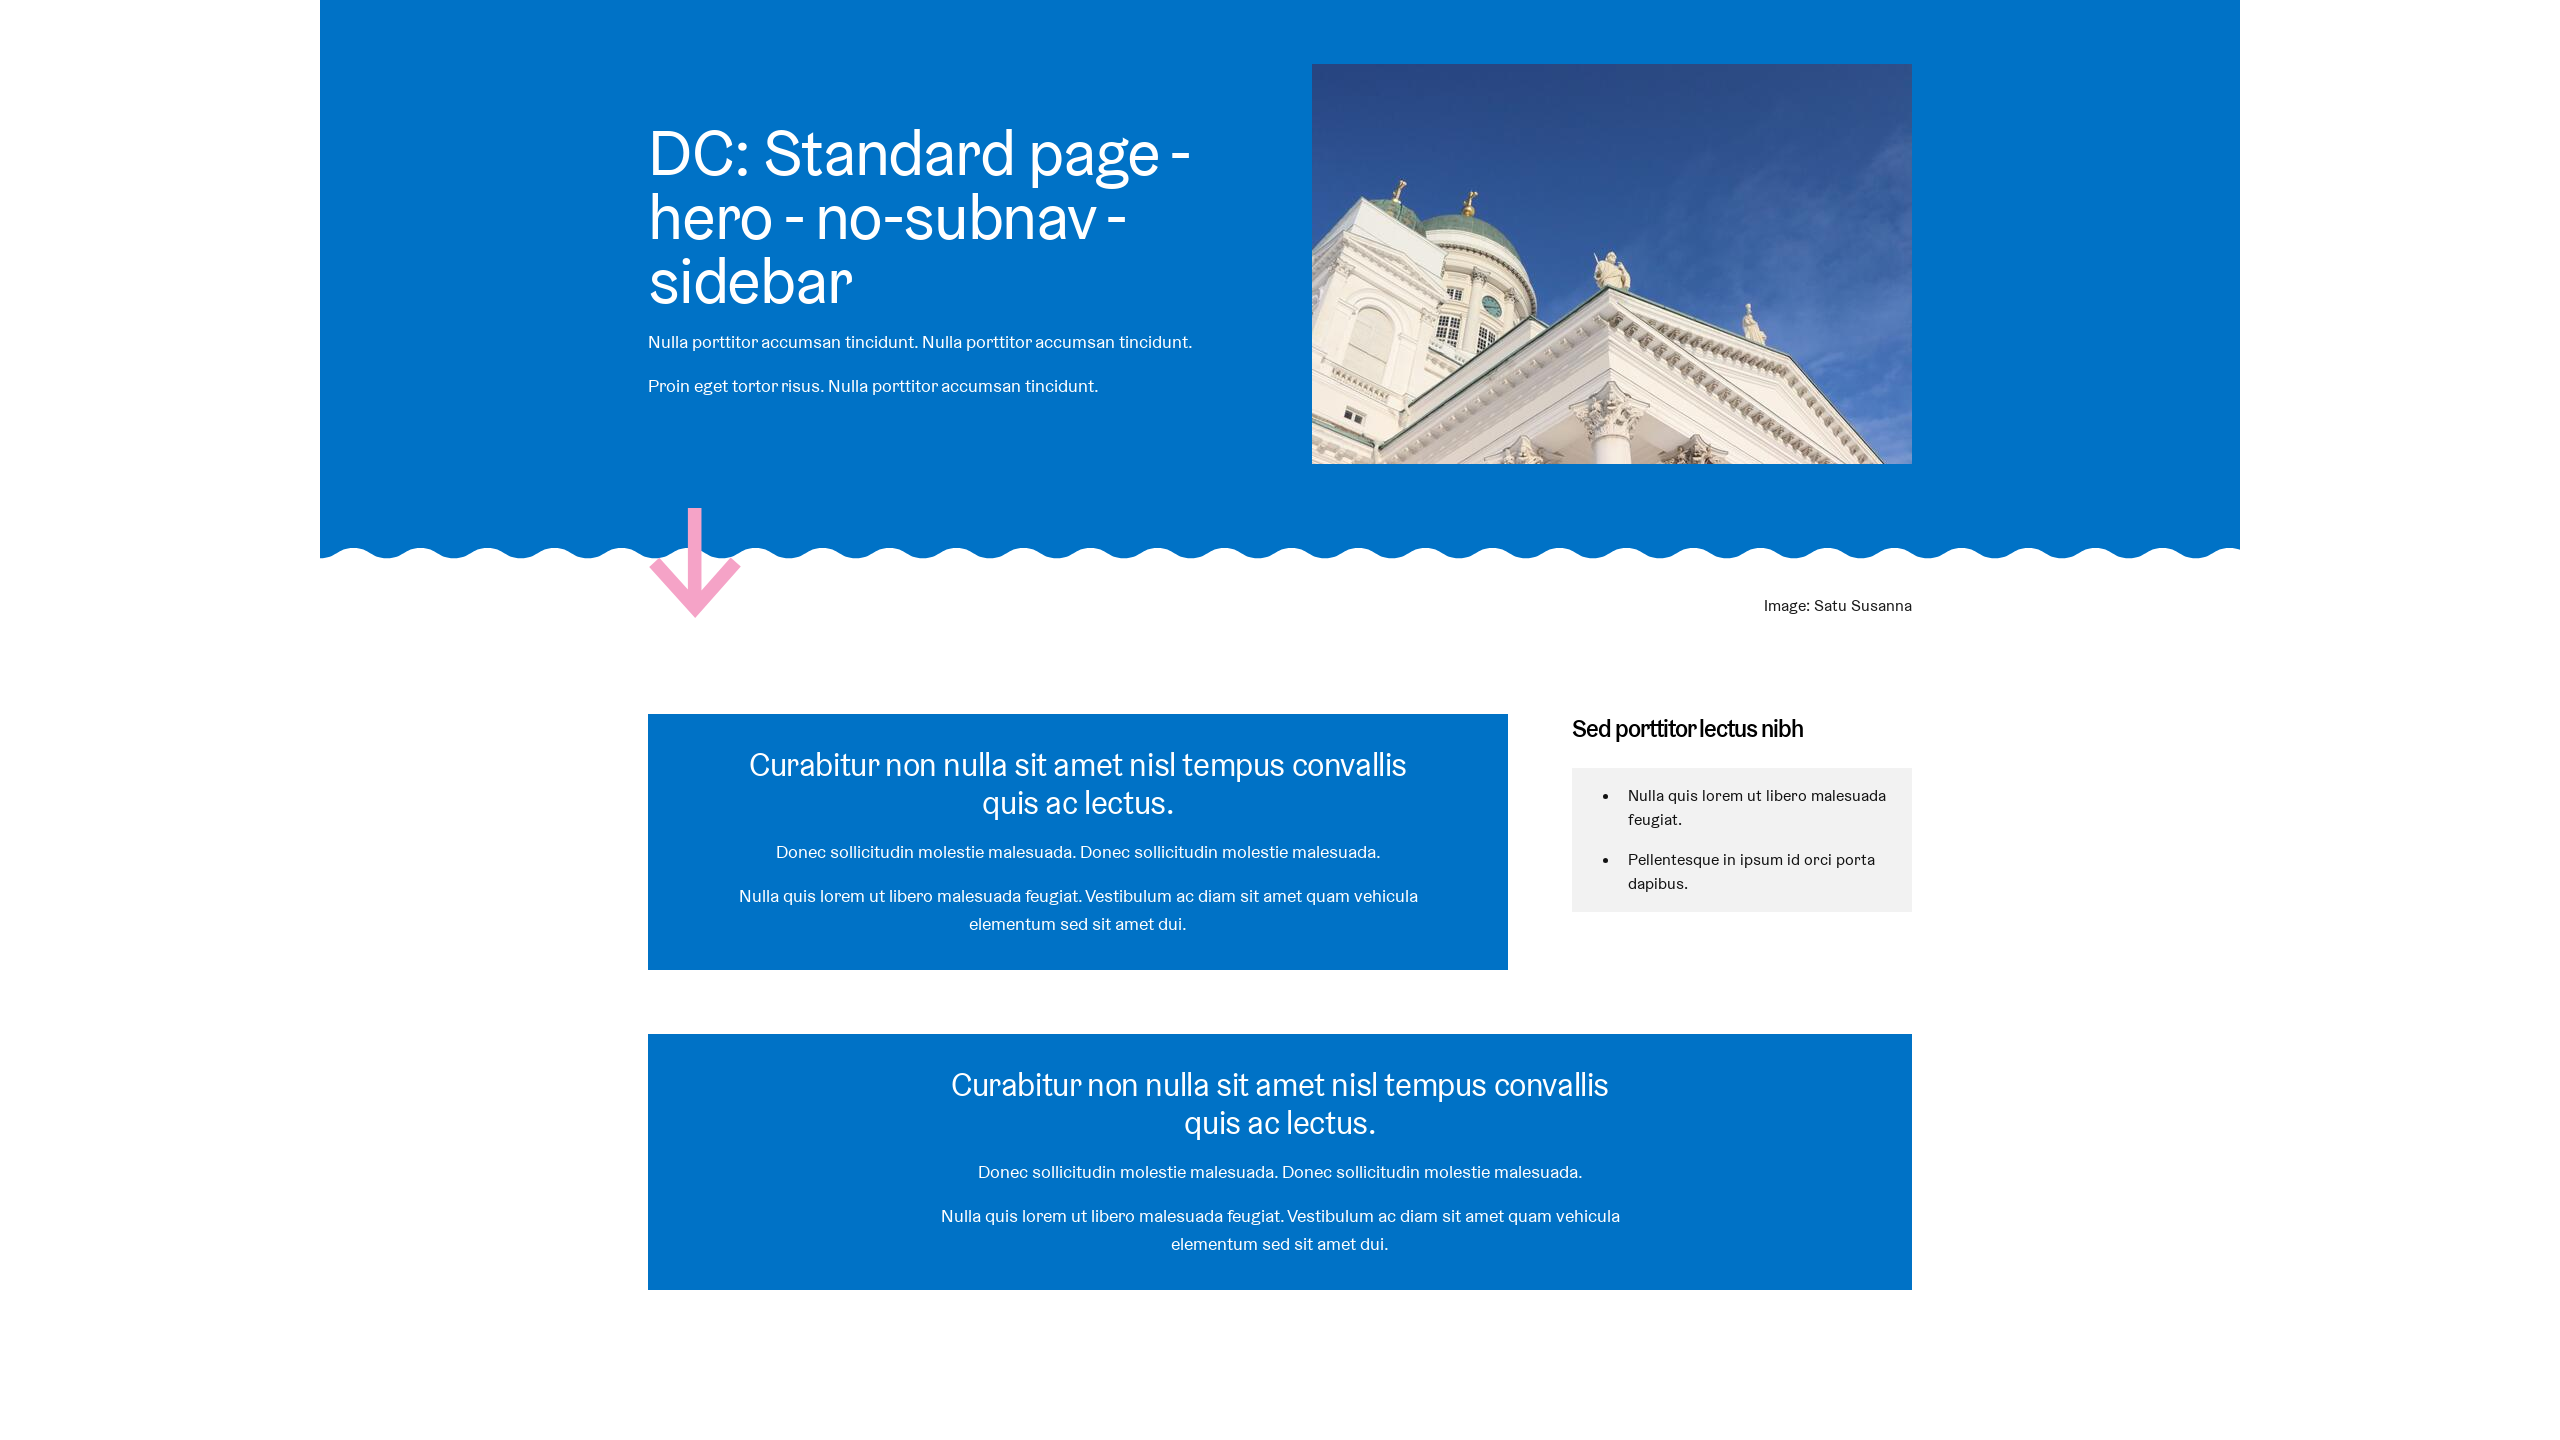 DC: Standard page -
hero - no-subnav -
sidebar
Nulla porttitor accumsan tincidunt. Nulla porttitor accumsan tincidunt.
Proin eget tortor risus. Nulla porttitor accumsan tincidunt.
Image: Satu Susanna
Curabitur non nulla sit amet nisl tempus convallis
quis ac lectus.
Donec sollicitudin molestie malesuada. Donec sollicitudin molestie malesuada.
Nulla quis lorem ut libero malesuada feugiat. Vestibulum ac diam sit amet quam vehicula
elementum sed sit amet dui.
Sed porttitor lectus nibh
Nulla quis lorem ut libero malesuada
feugiat.
Pellentesque in ipsum id orci porta
dapibus.
Curabitur non nulla sit amet nisl tempus convallis
quis ac lectus.
Donec sollicitudin molestie malesuada. Donec sollicitudin molestie malesuada.
Nulla quis lorem ut libero malesuada feugiat. Vestibulum ac diam sit amet quam vehicula
elementum sed sit amet dui.